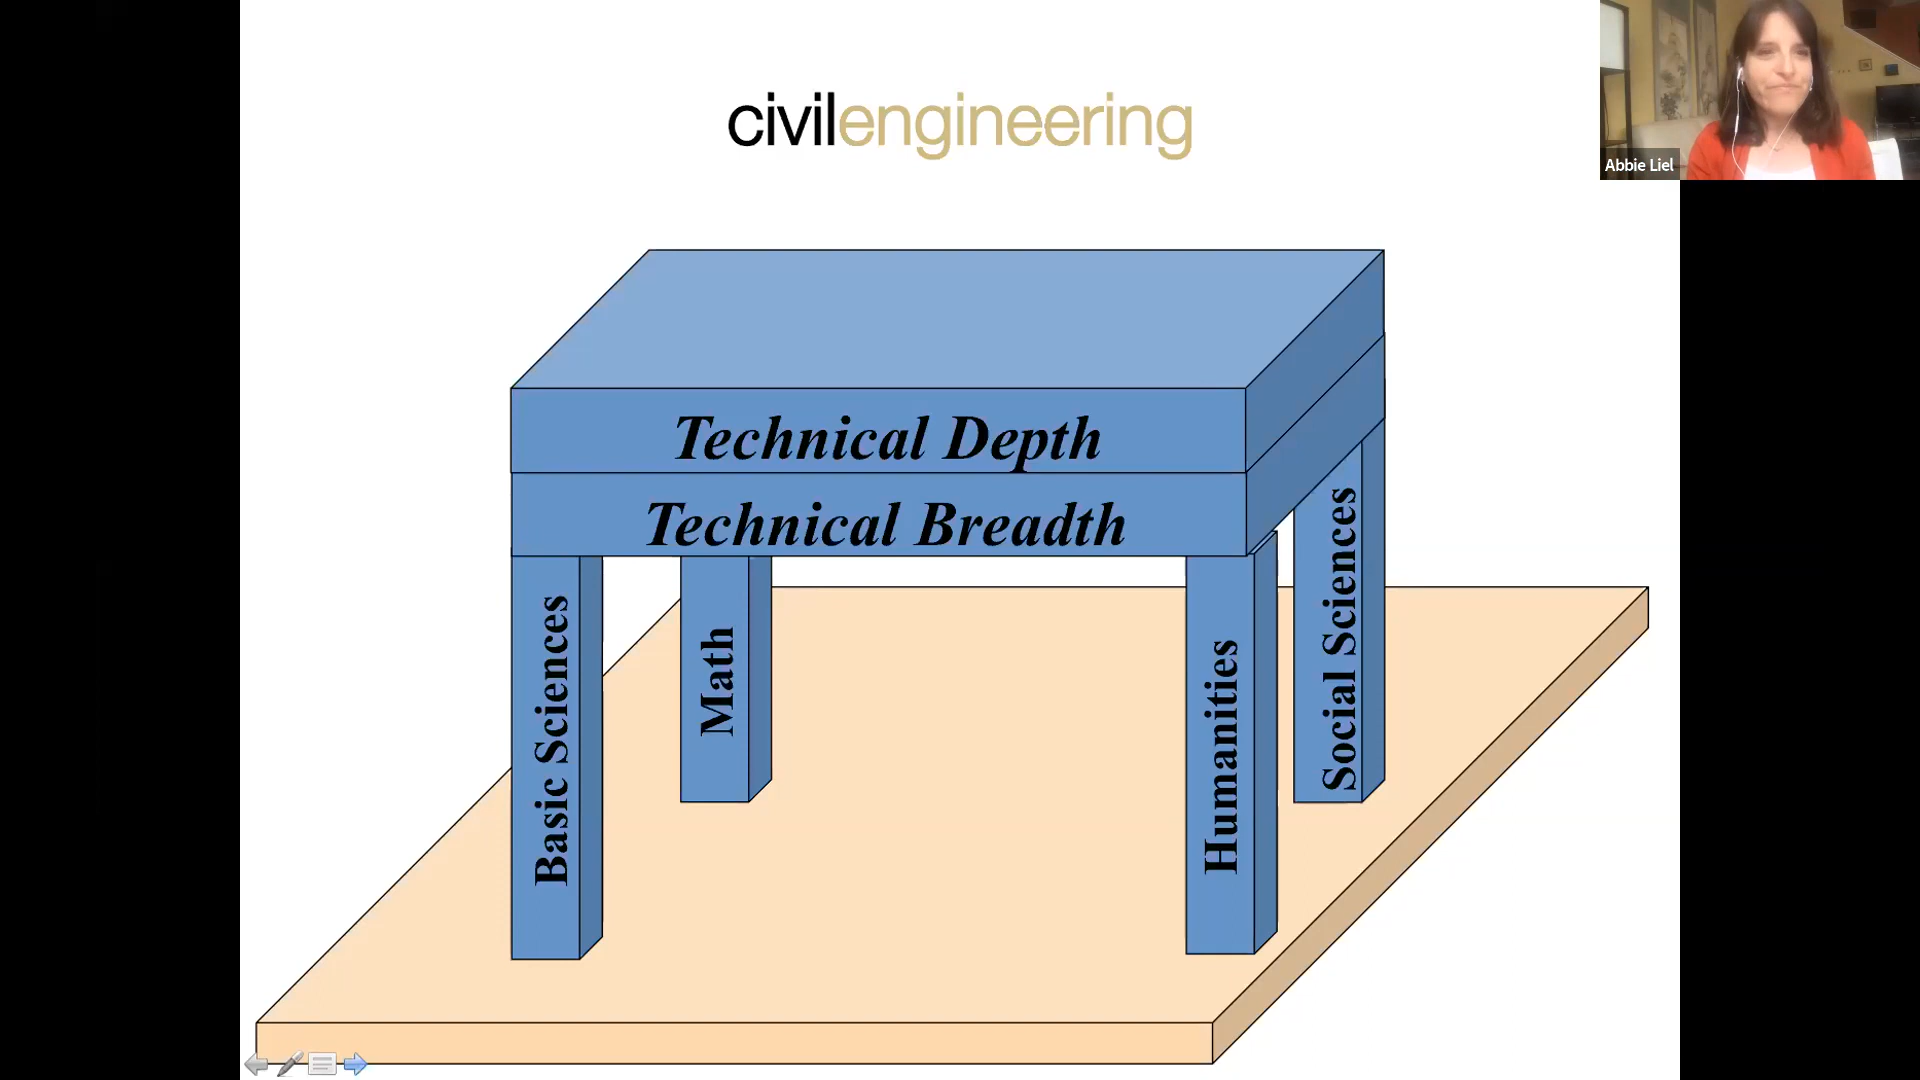 civilengineering
Abbie Liel
Technical Depth
Technical Breadth
Basic Sciences
Math
Humanities
Social Sciences